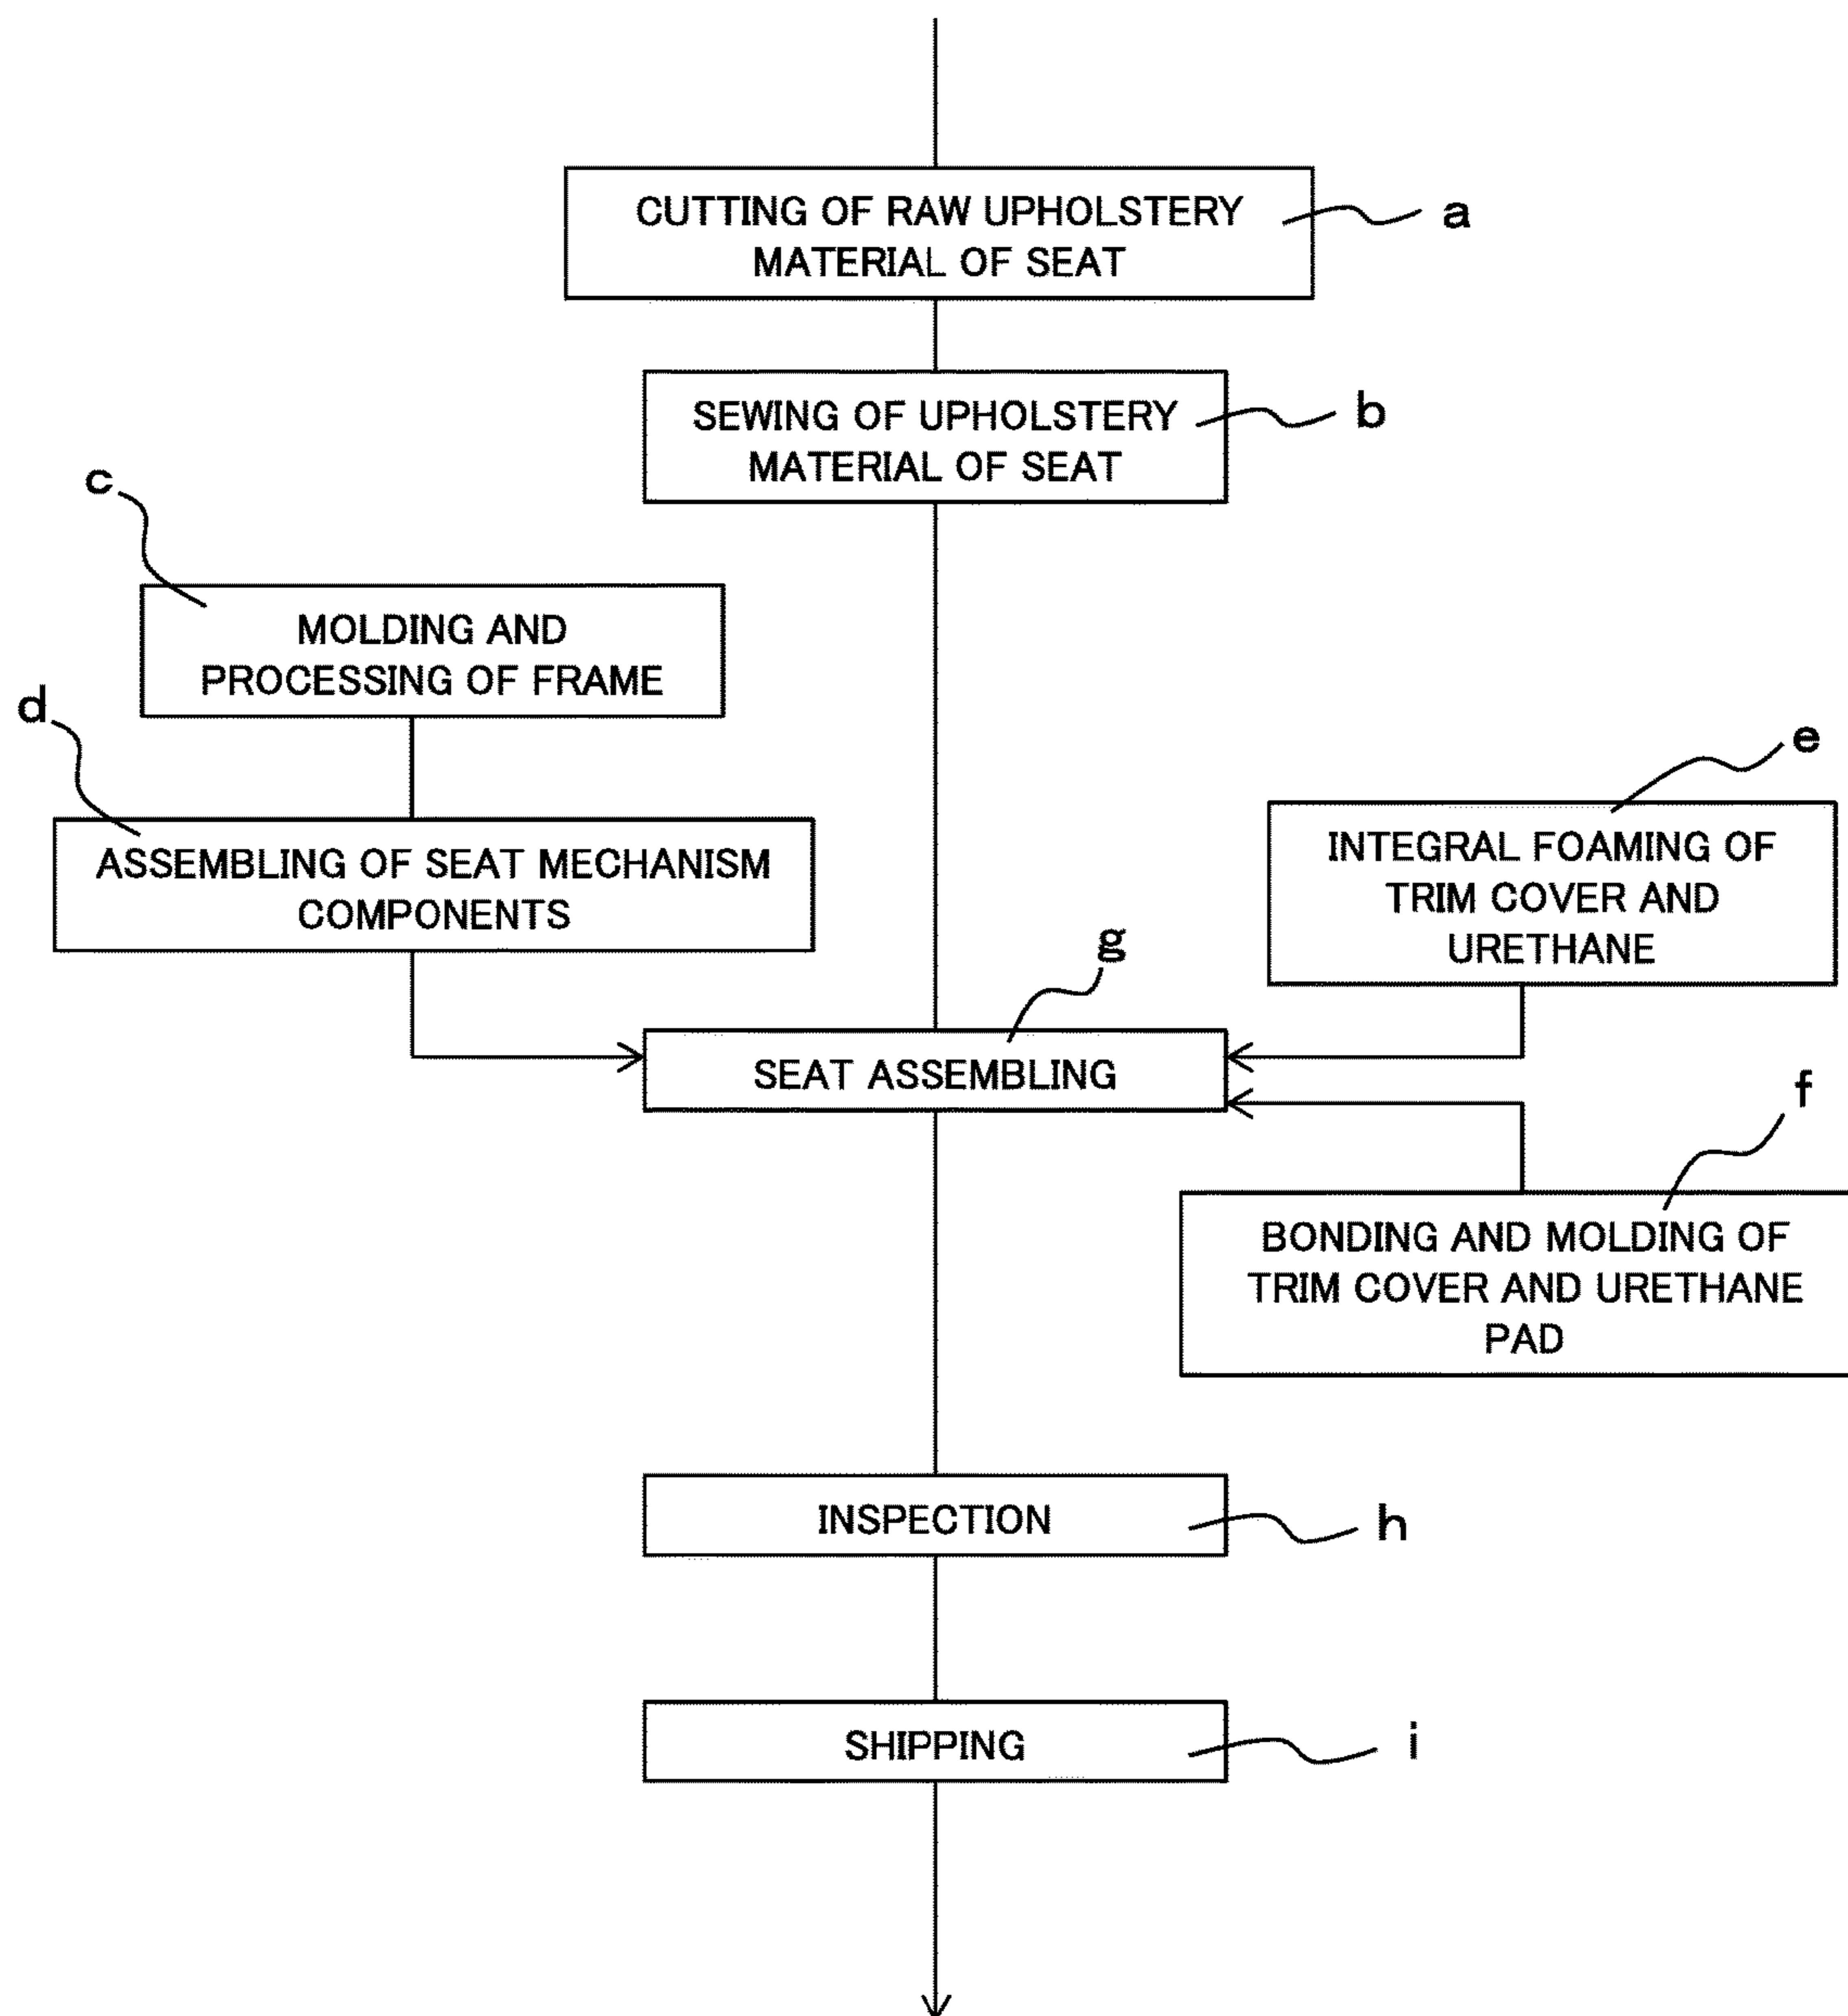 CUTTING OF RAW UPHOLSTERY
MATERIAL OF SEAT
a
SEWING OF UPHOLSTERY
MATERIAL OF SEAT
b
c
MOLDING AND
PROCESSING OF FRAME
d
ASSEMBLING OF SEAT MECHANISM
COMPONENTS
e
INTEGRAL FOAMING OF
TRIM COVER AND
URETHANE
g
SEAT ASSEMBLING
f
BONDING AND MOLDING OF
TRIM COVER AND URETHANE
PAD
INSPECTION
h
SHIPPING
i